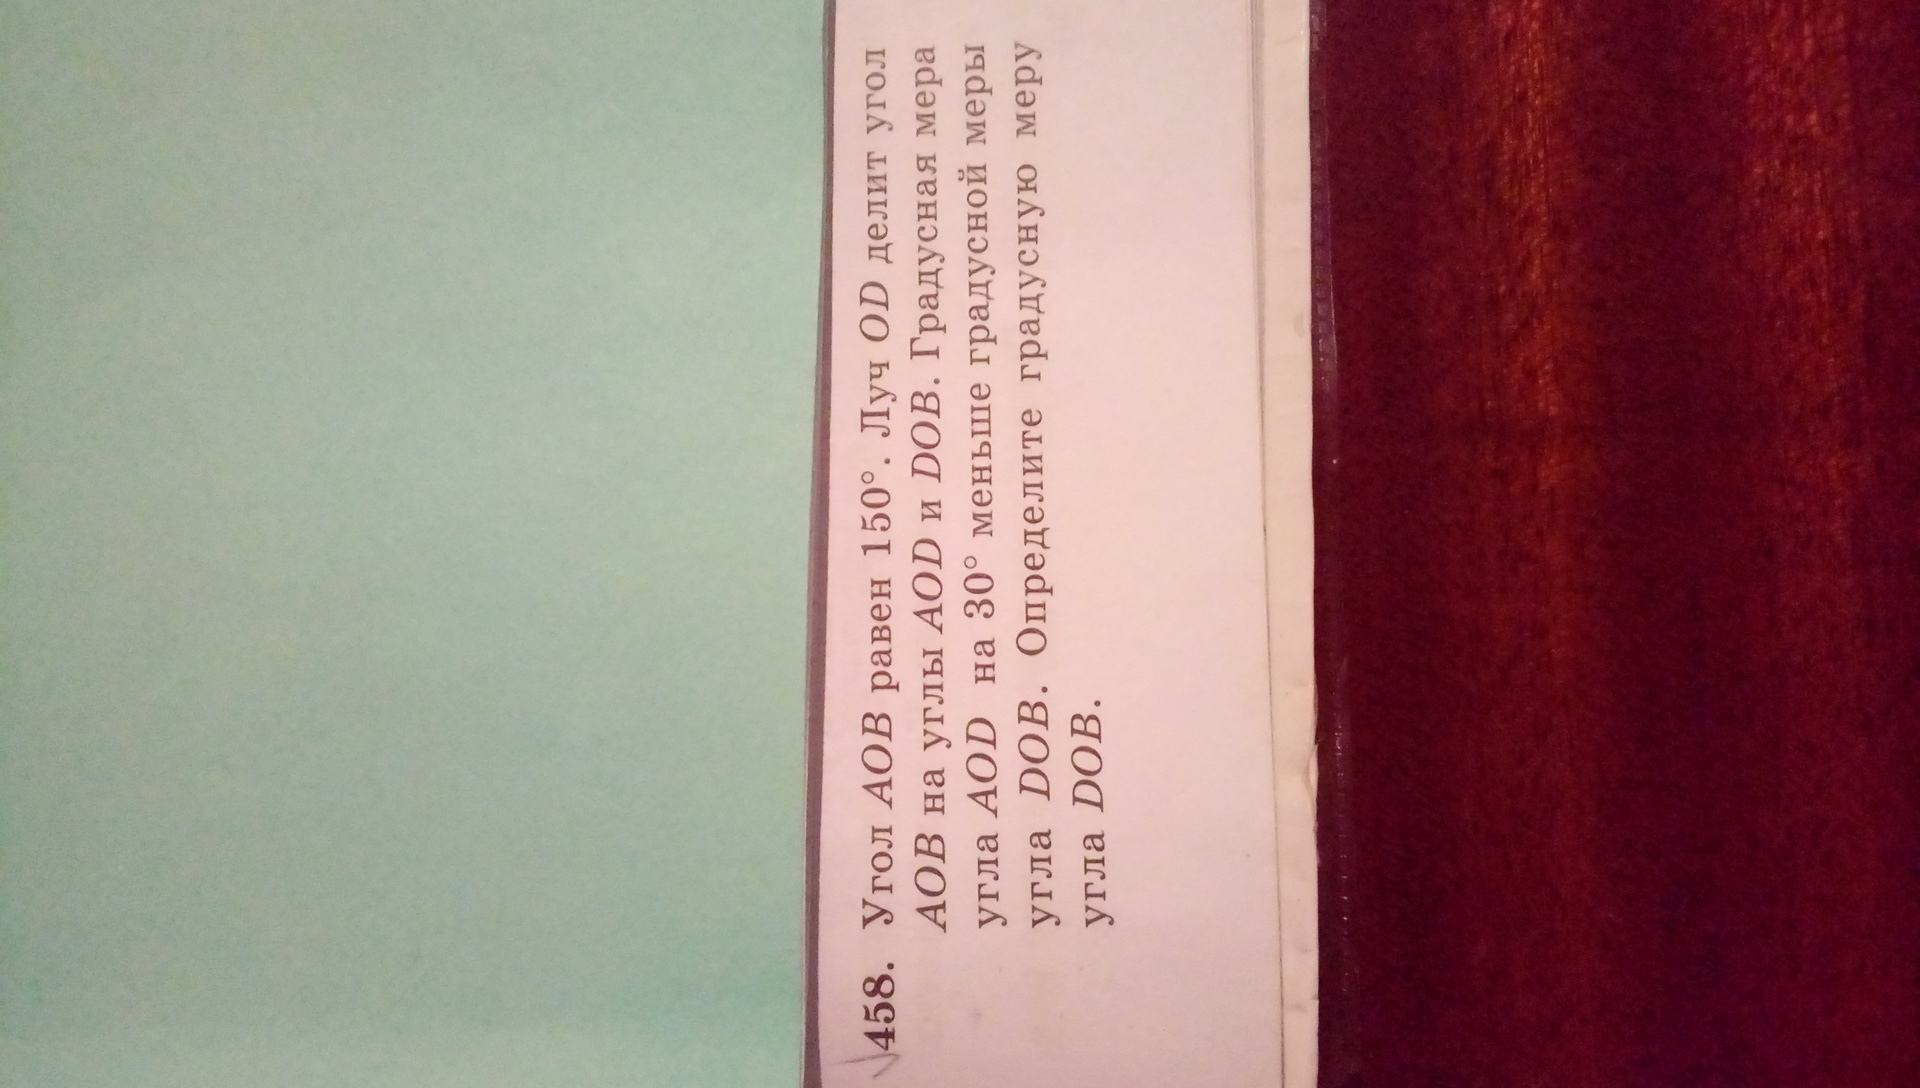 458. Угол AOB равен 150°. Луч OD делит угол
AOB на углы AOD и DOB. Градусная мера
угла AOD на 30° меньше градусной меры
угла DOB. Определите градусную меру
угла DOB.